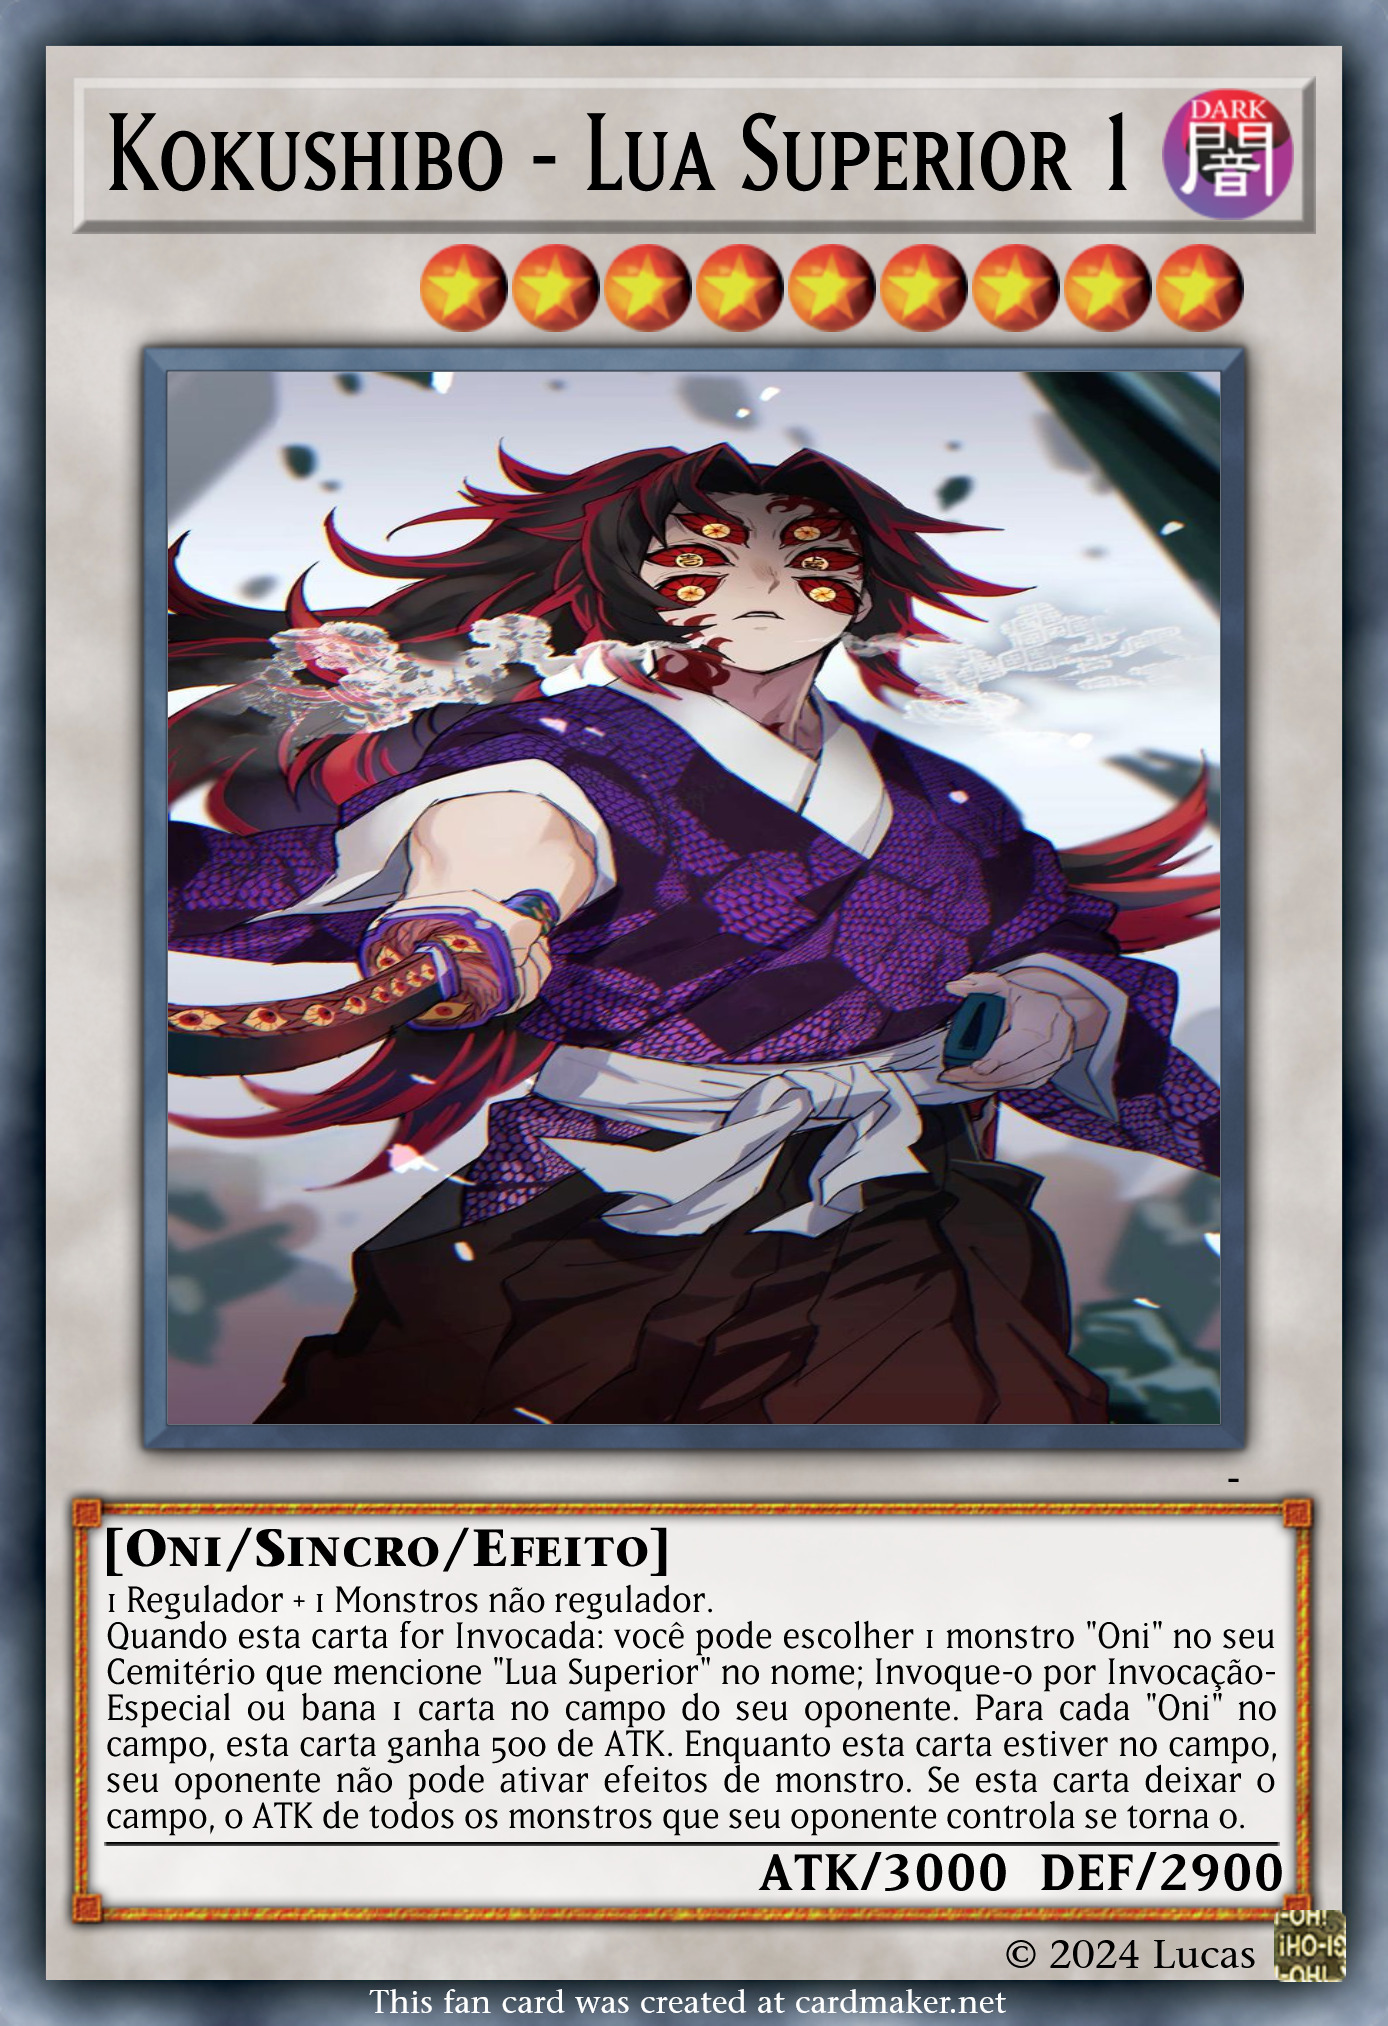 Kokushibo - Lua Superior 1
DARK
闇
-
[Oni/Sincro/Efeito]
1 Regulador + 1 Monstros não regulador.
Quando esta carta for Invocada: você pode escolher 1 monstro "Oni" no seu
Cemitério que mencione "Lua Superior" no nome; Invoque-o por Invocação-
Especial ou bana 1 carta no campo do seu oponente. Para cada "Oni" no
campo, esta carta ganha 500 de ATK. Enquanto esta carta estiver no campo,
seu oponente não pode ativar efeitos de monstro. Se esta carta deixar o
campo, o ATK de todos os monstros que seu oponente controla se torna 0.
ATK/3000 DEF/2900
© 2024 Lucas
This fan card was created at cardmaker.net